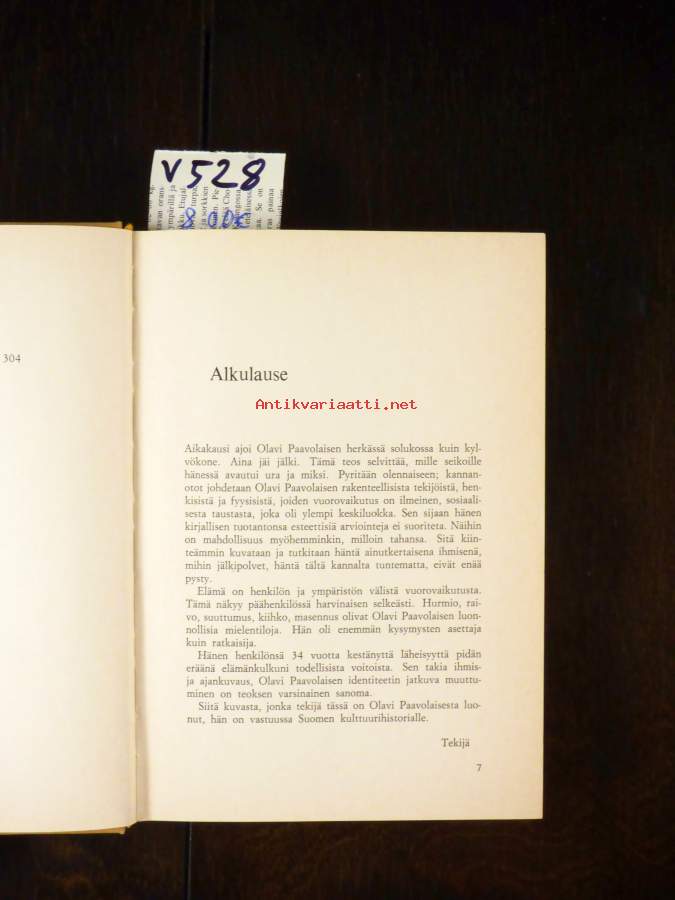 V528
8,00€
304
Alkulause
Antikvariaatti.net
Aikakausi ajoi Olavi Paavolaisen herkässä solukossa kuin kyl-
vökone. Aina jäi jälki. Tämä teos selvittää, mille seikoille
hänessä avautui ura ja miksi. Pyritään olennaiseen; kannan-
otot johdetaan Olavi Paavolaisen rakenteellisista tekijöistä, hen-
kisistä ja fyysisistä, joiden vuorovaikutus on ilmeinen, sosiaali-
sesta taustasta, joka oli ylempi keskiluokka. Sen sijaan hänen
kirjallisen tuotantonsa esteettisiä arviointeja ei suoriteta. Näihin
on mahdollisuus myöhemminkin, milloin tahansa. Sitä kiin-
teämmin kuvataan ja tutkitaan häntä ainutkertaisena ihmisenä,
mihin jälkipolvet, häntä tältä kannalta tuntematta, eivät enää
pysty.
Elämä on henkilön ja ympäristön välistä vuorovaikutusta.
Tämä näkyy päähenkilössä harvinaisen selkeästi. Hurmio, rai-
vo, suuttumus, kiihko, masennus olivat Olavi Paavolaisen luon-
nollisia mielentiloja. Hän oli enemmän kysymysten asettaja
kuin ratkaisija.
Hänen henkilönsä 34 vuotta kestänyttä läheisyyttä pidän
eräänä elämänkulkuni todellisista voitoista. Sen takia ihmis-
ja ajankuvaus, Olavi Paavolaisen identiteetin jatkuva muuttu-
minen on teoksen varsinainen sanoma.
Siitä kuvasta, jonka tekijä tässä on Olavi Paavolaisesta luo-
nut, hän on vastuussa Suomen kulttuurihistorialle.
Tekijä
7